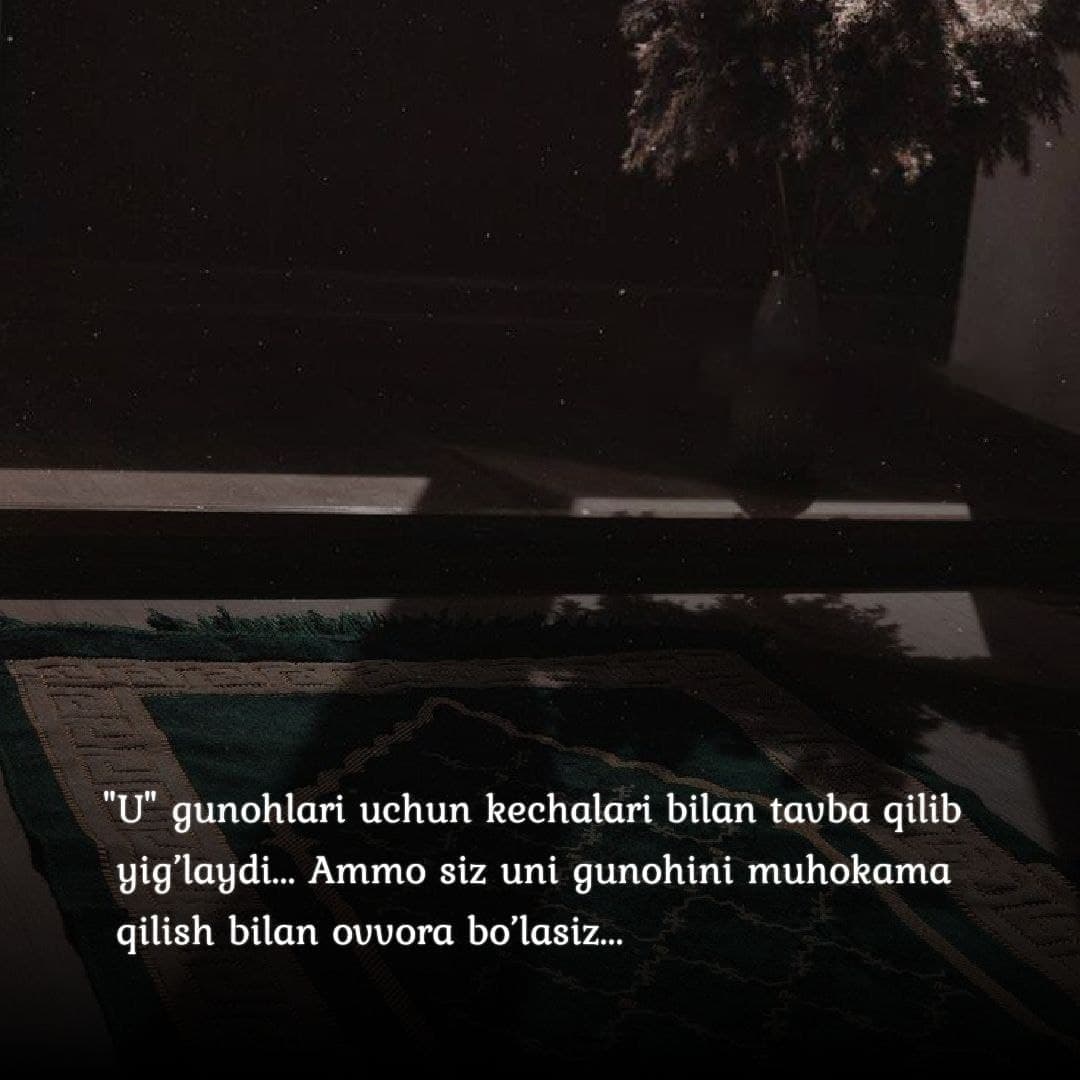 "U" gunohlari uchun kechalari bilan tavba qilib
yig’laydi... Ammo siz uni gunohini muhokama
qilish bilan ovvora bo’lasiz...